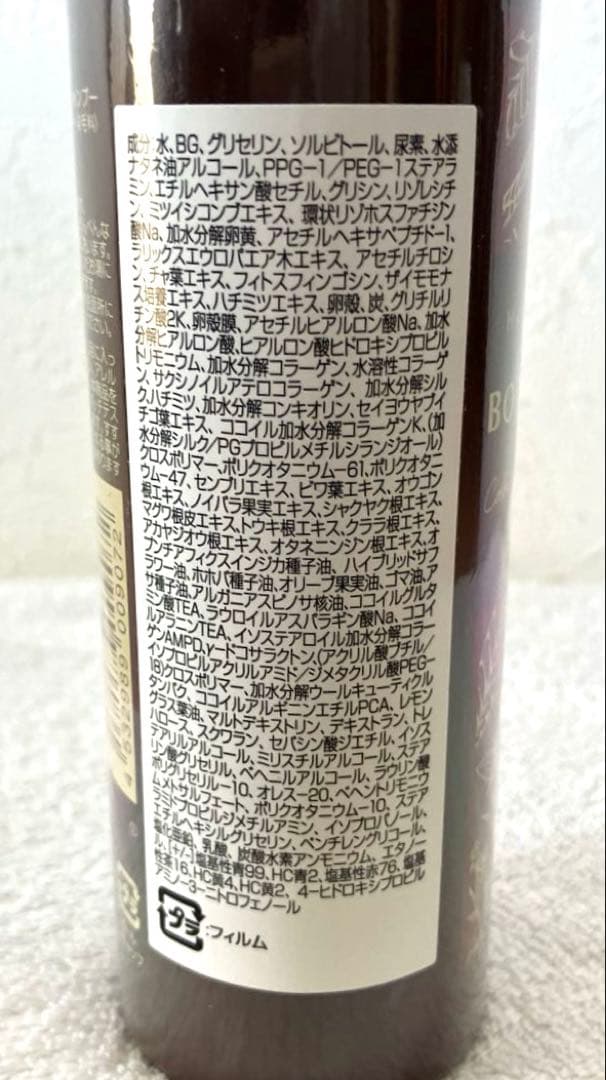 成分:水、BG、グリセリン、ソルビトール、尿素、水添
ナタネ油アルコール、PPG-1/PEG-1ステアラ
ミン、エチルヘキサン酸セチル、グリシン、リゾレシチ
ン、ミツイシコンブエキス、環状リゾホスファチジン
酸Na、加水分解卵黄、アセチルヘキサペプチド-1、
ラリックスエウロパエア木エキス、アセチルチロシ
ン、チャ葉エキス、フィトスフィンゴシン、ザイモモナ
ス培養エキス、ハチミツエキス、卵殻、炭、グリチルリ
チン酸2K、卵殻膜、アセチルヒアルロン酸Na、加水
分解ヒアルロン酸、ヒアルロン酸ヒドロキシプロピル
トリモニウム、加水分解コラーゲン、水溶性コラーゲ
ン、サクシノイルアテロコラーゲン、加水分解シル
ク、ハチミツ、加水分解コンキオリン、セイヨウヤブイ
チゴ葉エキス、ココイル加水分解コラーゲンK、(加
水分解シルク/PGプロピルメチルシランジオール)
クロスポリマー、ポリクオタニウム-61、ポリクオタニ
ウム-47、センブリエキス、ビワ葉エキス、オウゴン
根エキス、ノイバラ果実エキス、シャクヤク根エキス、
マグワ根皮エキス、トウキ根エキス、クララ根エキス、
アカヤジオウ根エキス、オタネニンジン根エキス、オ
プンチアフィクスインジカ種子油、ハイブリッドサフ
ラワー油、ホホバ種子油、オリーブ果実油、ゴマ油、ア
サ種子油、アルガニアスピノサ核油、ココイルグルタ
ミン酸TEA、ラウロイルアスパラギン酸Na、ココイ
ルアラニンTEA、イソステアロイル加水分解コラー
ゲンAMPD、γ-ドコサラクトン、(アクリル酸ブチル/
イソプロピルアクリルアミド/ジメタクリル酸PEG-
18)クロスポリマー、加水分解ウールキューティクル
タンパク、ココイルアルギニンエチルPCA、レモン
グラス葉油、マルトデキストリン、デキストラン、トレ
ハロース、スクワラン、セバシン酸ジエチル、イソス
テアリルアルコール、ミリスチルアルコール、ステア
リン酸グリセリル、ベヘニルアルコール、ラウリン酸
ポリグリセリル-10、オレス-20、ベヘントリモニウ
ムメトサルフェート、ポリクオタニウム-10、ステア
ラミドプロピルジメチルアミン、イソプロパノール、
エチルヘキシルグリセリン、ペンチレングリコール、
塩化亜鉛、乳酸、炭酸水素アンモニウム、エタノー
ル、[+/-]塩基性青99、HC青2、塩基性赤76、塩基
性茶16、HC黄4、HC黄2、4-ヒドロキシプロピル
アミノ-3-ニトロフェノール
プラ:フィルム
BO